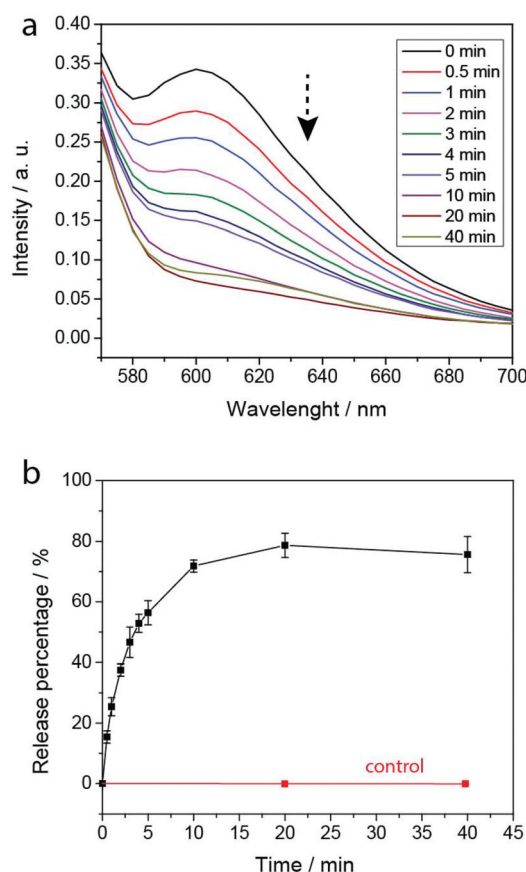 a
0.40
0.35
0.30
0.25
0.20
0.15
0.10
0.05
0.00
Intensity / a. u.
0 min
0.5 min
1 min
2 min
3 min
4 min
5 min
10 min
20 min
40 min
580 600 620 640 660 680 700
Wavelenght / nm
b
100
80
60
40
20
0
Release percentage / %
control
0 5 10 15 20 25 30 35 40 45
Time / min